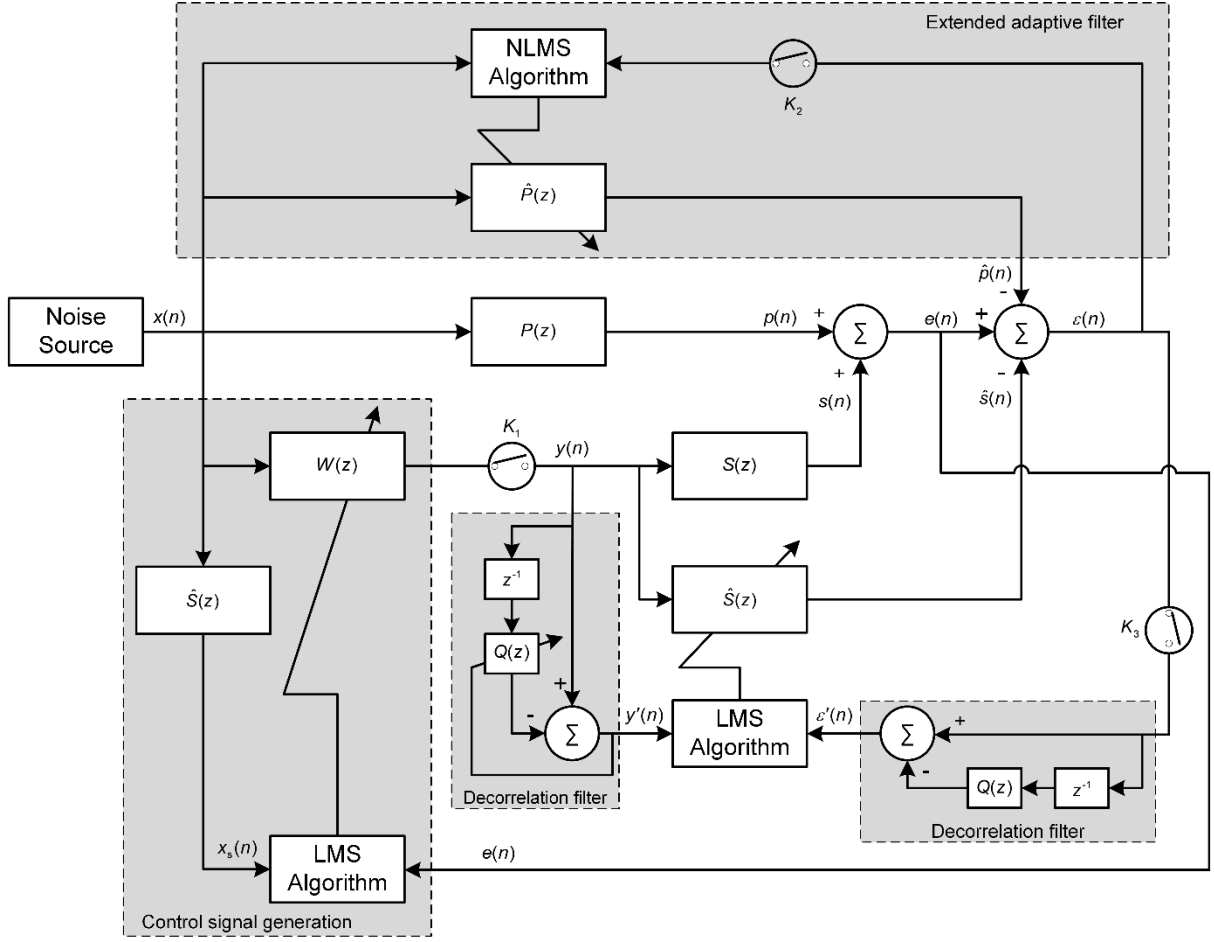 Extended adaptive filter
NLMS
Algorithm
K₂
P̂(z)
p̂(n)
Noise
Source
x(n)
P(z)
p(n)
+
+
s(n)
Σ
e(n)
+
-
-
Σ
ε(n)
ŝ(n)
W(z)
K₁
y(n)
S(z)
Ŝ(z)
z⁻¹
Q(z)
+
-
Σ
y'(n)
Decorrelation filter
Ŝ(z)
LMS
Algorithm
ε'(n)
K₃
Σ
+
-
Q(z)
z⁻¹
Decorrelation filter
xₛ(n)
LMS
Algorithm
e(n)
Control signal generation